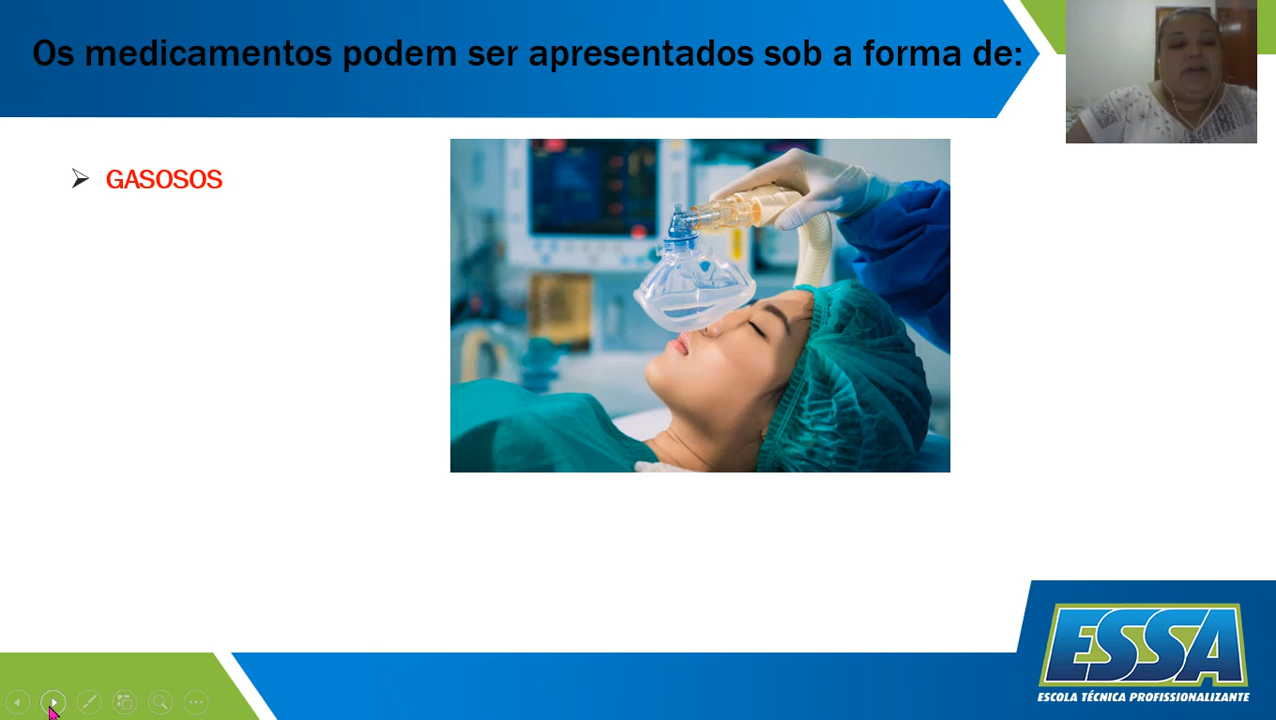 Os medicamentos podem ser apresentados sob a forma de:
GASOSOS
ESSA
ESCOLA TÉCNICA PROFISSIONALIZANTE